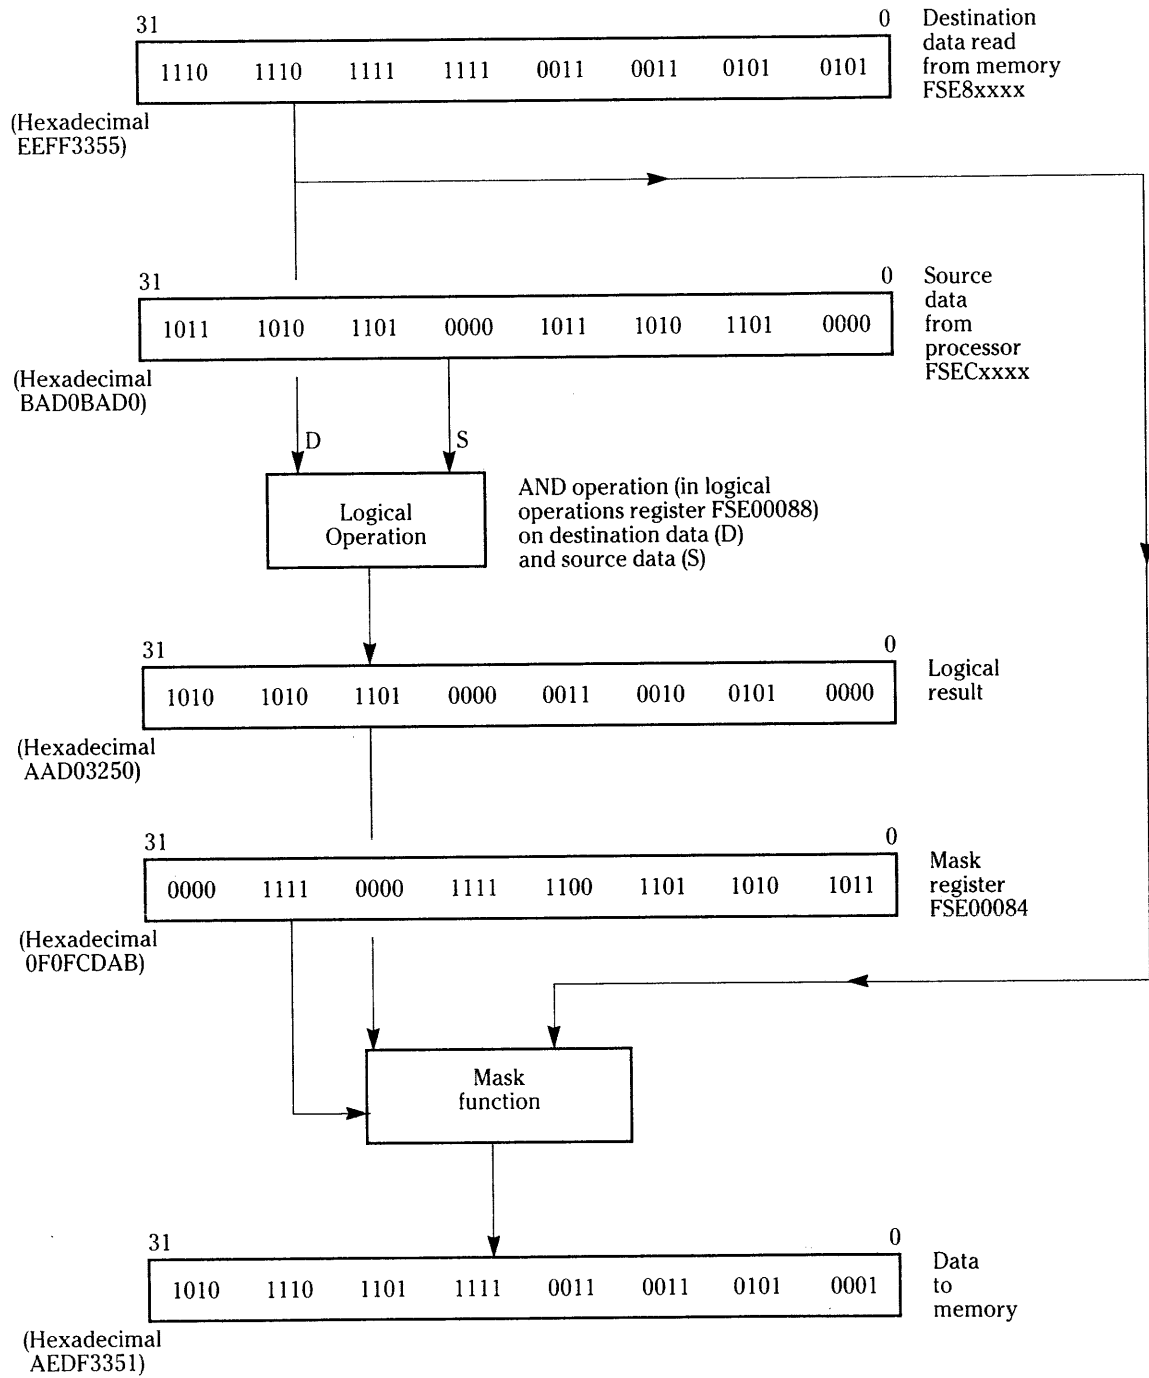 31 0
1110 1110 1111 1111 0011 0011 0101 0101
Destination
data read
from memory
FSE8xxxx
(Hexadecimal
EEFF3355)
31 0
1011 1010 1101 0000 1011 1010 1101 0000
Source
data
from
processor
FSECxxxx
(Hexadecimal
BAD0BAD0)
D S
Logical
Operation
AND operation (in logical
operations register FSE00088)
on destination data (D)
and source data (S)
31 0
1010 1010 1101 0000 0011 0010 0101 0000
Logical
result
(Hexadecimal
AAD03250)
31 0
0000 1111 0000 1111 1100 1101 1010 1011
Mask
register
FSE00084
(Hexadecimal
0F0FCDAB)
Mask
function
31 0
1010 1110 1101 1111 0011 0011 0101 0001
Data
to
memory
(Hexadecimal
AEDF3351)